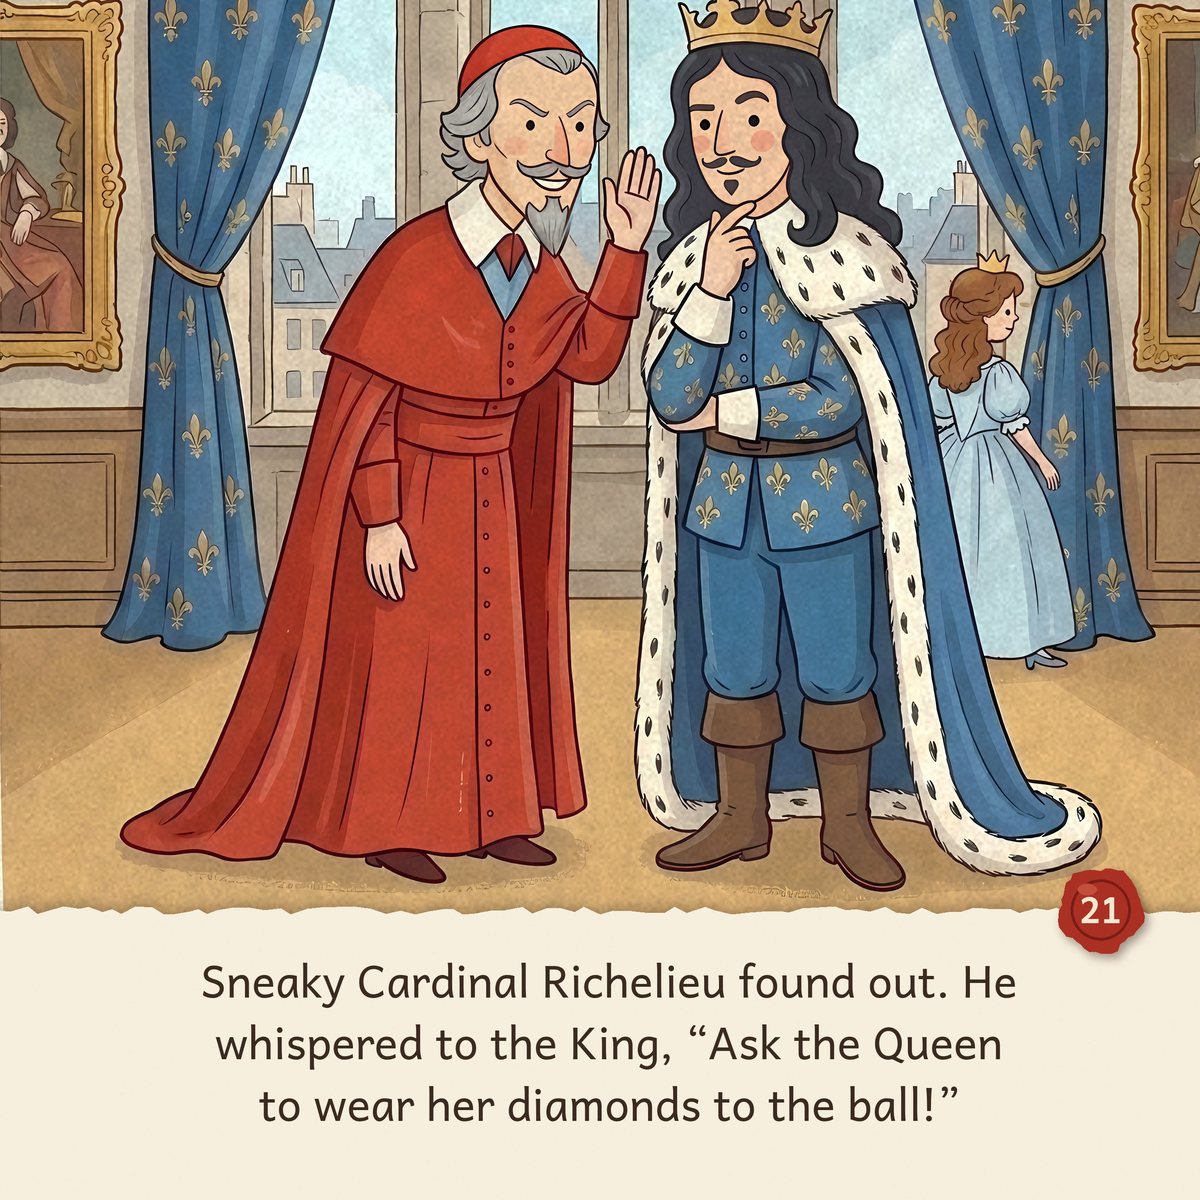 21
Sneaky Cardinal Richelieu found out. He
whispered to the King, “Ask the Queen
to wear her diamonds to the ball!”